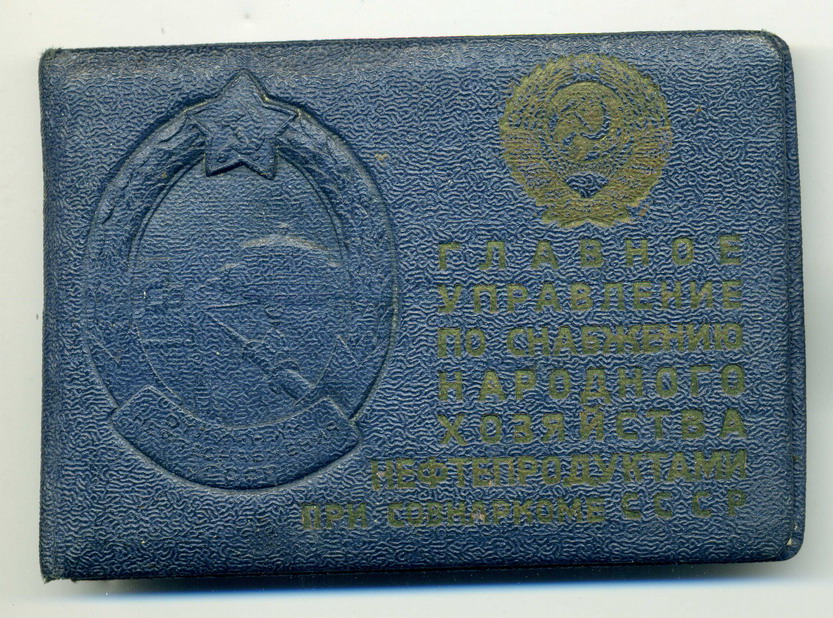 ГЛАВНОЕ
УПРАВЛЕНИЕ
ПО СНАБЖЕНИЮ
НАРОДНОГО
ХОЗЯЙСТВА
НЕФТЕПРОДУКТАМИ
ПРИ СОВНАРКОМЕ СССР